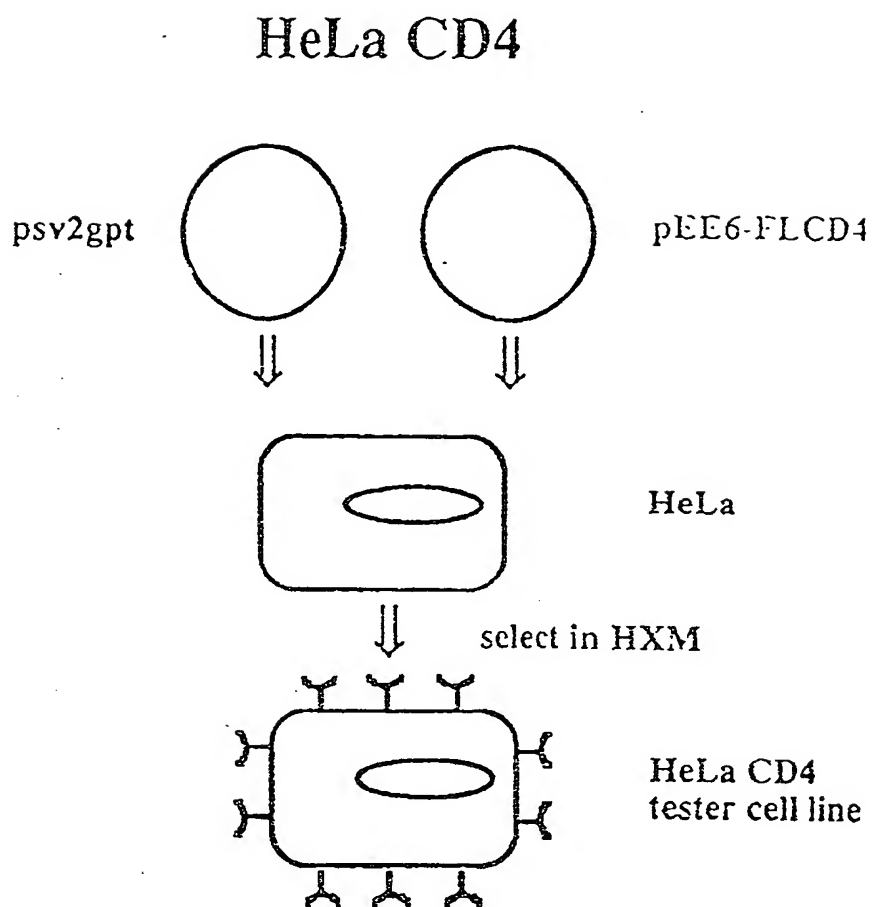 HeLa CD4
psv2gpt
pEE6-FLCD4
HeLa
select in HXM
HeLa CD4
tester cell line